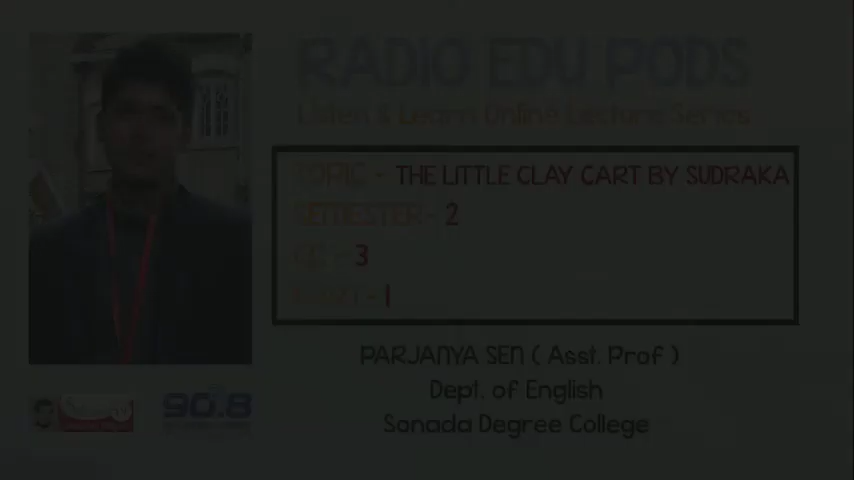 RADIO EDU PODS
Listen & Learn Online Lecture Series
TOPIC - THE LITTLE CLAY CART BY SUDRAKA
SEMESTER - 2
- 3
- 1
PARJANYA SEN ( Asst. Prof )
Dept. of English
Sonada Degree College
90.8